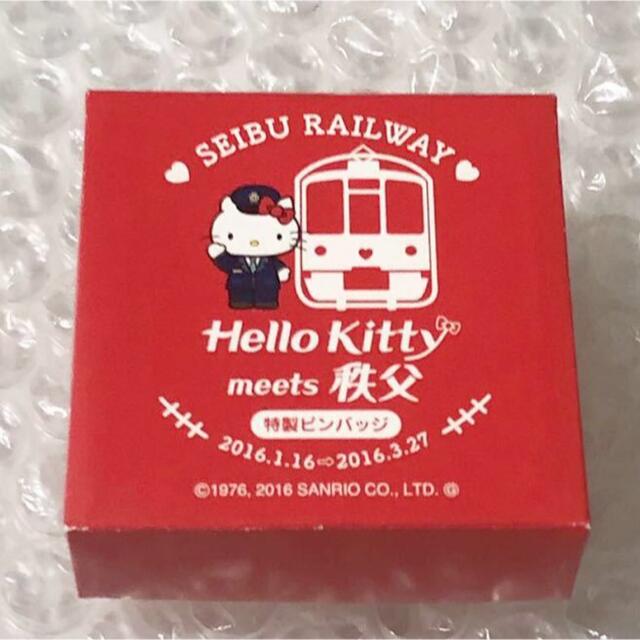 SEIBU RAILWAY
Hello Kitty
meets 秩父
特製ピンバッジ
2016.1.16⇨2016.3.27
©1976, 2016 SANRIO CO., LTD. Ⓖ